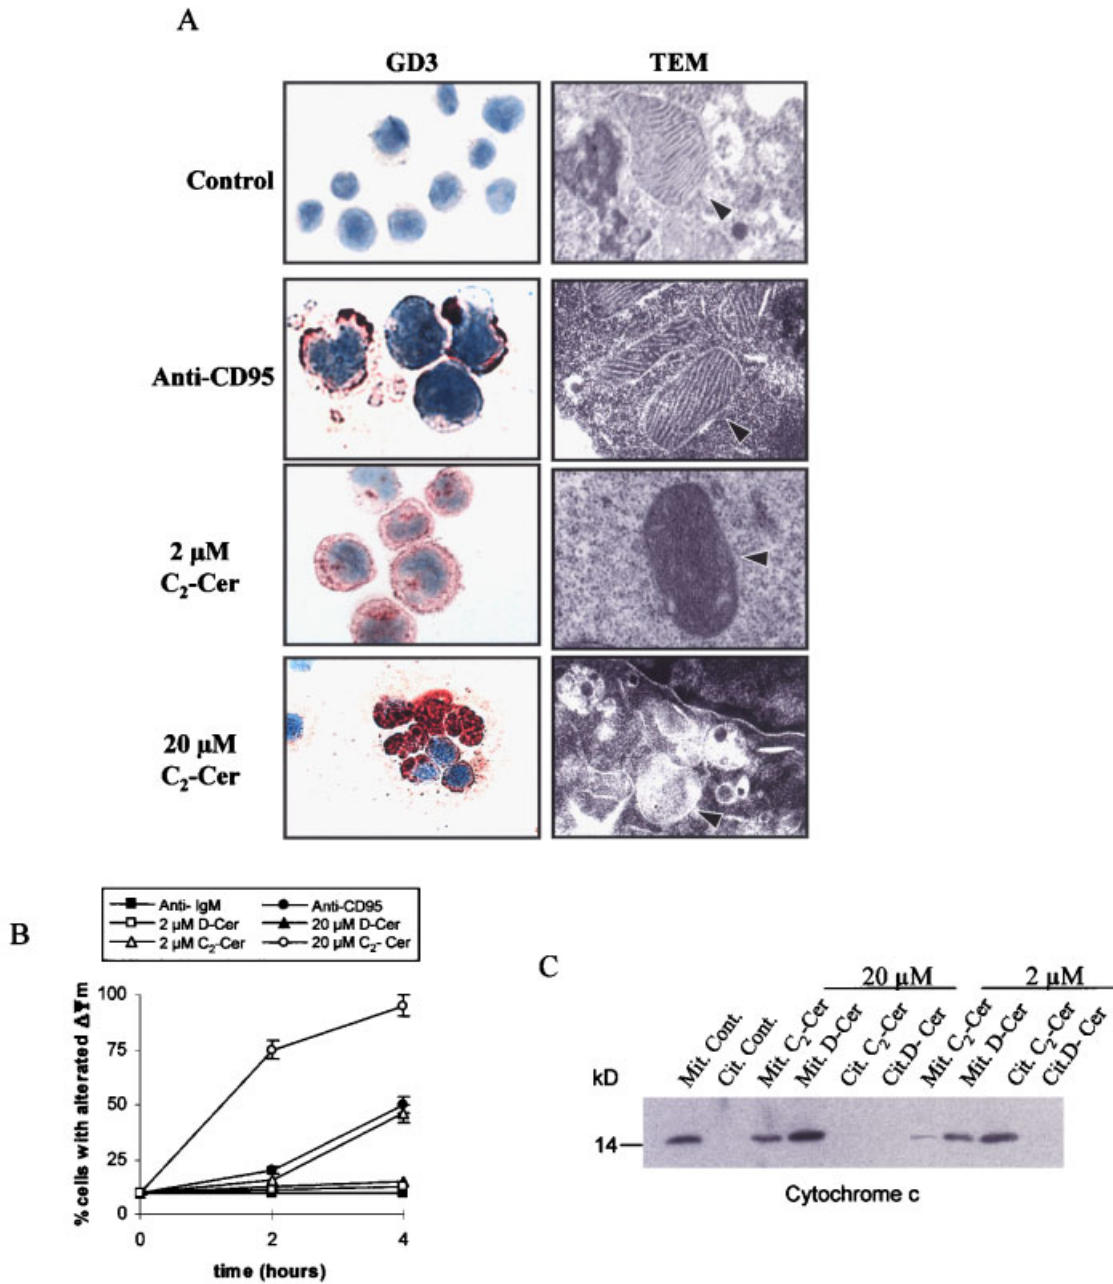 A
GD3 TEM
Control
Anti-CD95
2 µM
C₂-Cer
20 µM
C₂-Cer
B
Anti- IgM Anti-CD95
2 µM D-Cer 20 µM D-Cer
2 µM C₂-Cer 20 µM C₂- Cer
% cells with alterated ΔΨm
100
75
50
25
0
0 2 4
time (hours)
C
20 µM 2 µM
Mit. Cont.
Cit. Cont.
Mit. C₂-Cer
Mit. D-Cer
Cit. C₂-Cer
Cit.D- Cer
Mit. C₂-Cer
Mit. D-Cer
Cit. C₂-Cer
Cit.D- Cer
kD
14
Cytochrome c